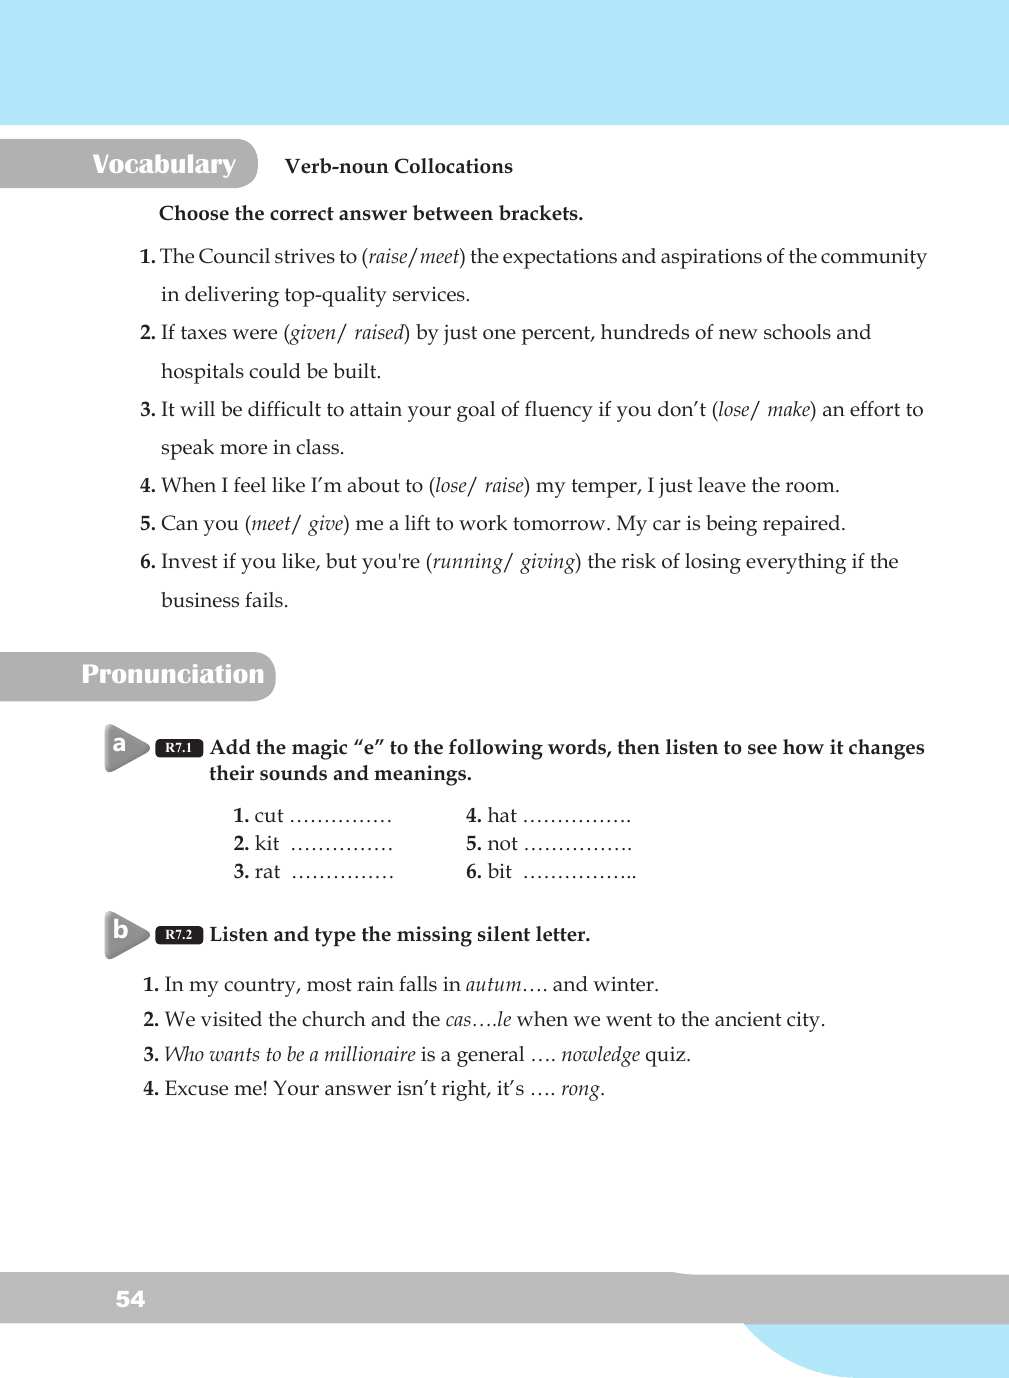 Vocabulary Verb-noun Collocations
Choose the correct answer between brackets.
1. The Council strives to (raise/meet) the expectations and aspirations of the community
in delivering top-quality services.
2. If taxes were (given/ raised) by just one percent, hundreds of new schools and
hospitals could be built.
3. It will be difficult to attain your goal of fluency if you don’t (lose/ make) an effort to
speak more in class.
4. When I feel like I’m about to (lose/ raise) my temper, I just leave the room.
5. Can you (meet/ give) me a lift to work tomorrow. My car is being repaired.
6. Invest if you like, but you're (running/ giving) the risk of losing everything if the
business fails.
Pronunciation
a R7.1 Add the magic “e” to the following words, then listen to see how it changes
their sounds and meanings.
1. cut …………… 4. hat …………….
2. kit …………… 5. not …………….
3. rat …………… 6. bit ……………..
b R7.2 Listen and type the missing silent letter.
1. In my country, most rain falls in autum…. and winter.
2. We visited the church and the cas….le when we went to the ancient city.
3. Who wants to be a millionaire is a general …. nowledge quiz.
4. Excuse me! Your answer isn’t right, it’s …. rong.
54